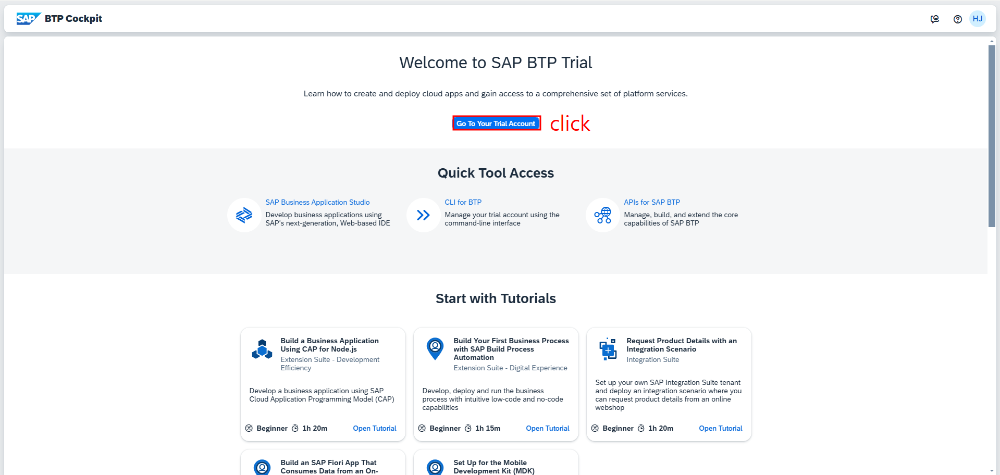 SAP BTP Cockpit
HJ
Welcome to SAP BTP Trial
Learn how to create and deploy cloud apps and gain access to a comprehensive set of platform services.
Go To Your Trial Account click
Quick Tool Access
SAP Business Application Studio
Develop business applications using
SAP's next-generation, Web-based IDE
CLI for BTP
Manage your trial account using the
command-line interface
APIs for SAP BTP
Manage, build, and extend the core
capabilities of SAP BTP
Start with Tutorials
Build a Business Application
Using CAP for Node.js
Extension Suite - Development
Efficiency
Develop a business application using SAP
Cloud Application Programming Model (CAP)
Beginner 1h 20m Open Tutorial
Build Your First Business Process
with SAP Build Process
Automation
Extension Suite - Digital Experience
Develop, deploy and run the business
process with intuitive low-code and no-code
capabilities
Beginner 1h 15m Open Tutorial
Request Product Details with an
Integration Scenario
Integration Suite
Set up your own SAP Integration Suite tenant
and deploy an integration scenario where you
can request product details from an online
webshop
Beginner 1h 20m Open Tutorial
Build an SAP Fiori App That
Consumes Data from an On-
Set Up for the Mobile
Development Kit (MDK)